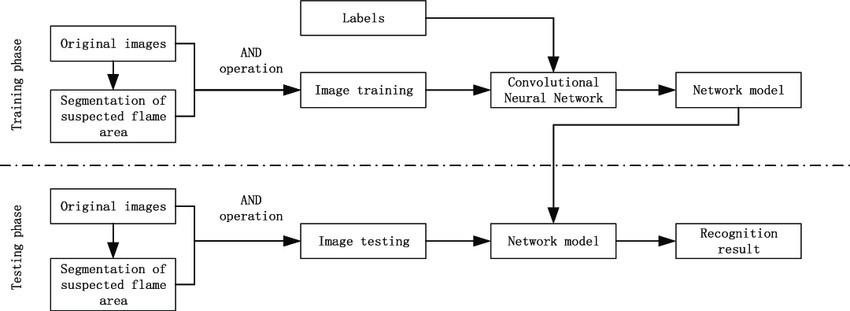 Training phase
Original images
Segmentation of
suspected flame
area
AND
operation
Labels
Image training
Convolutional
Neural Network
Network model
Testing phase
Original images
Segmentation of
suspected flame
area
AND
operation
Image testing
Network model
Recognition
result